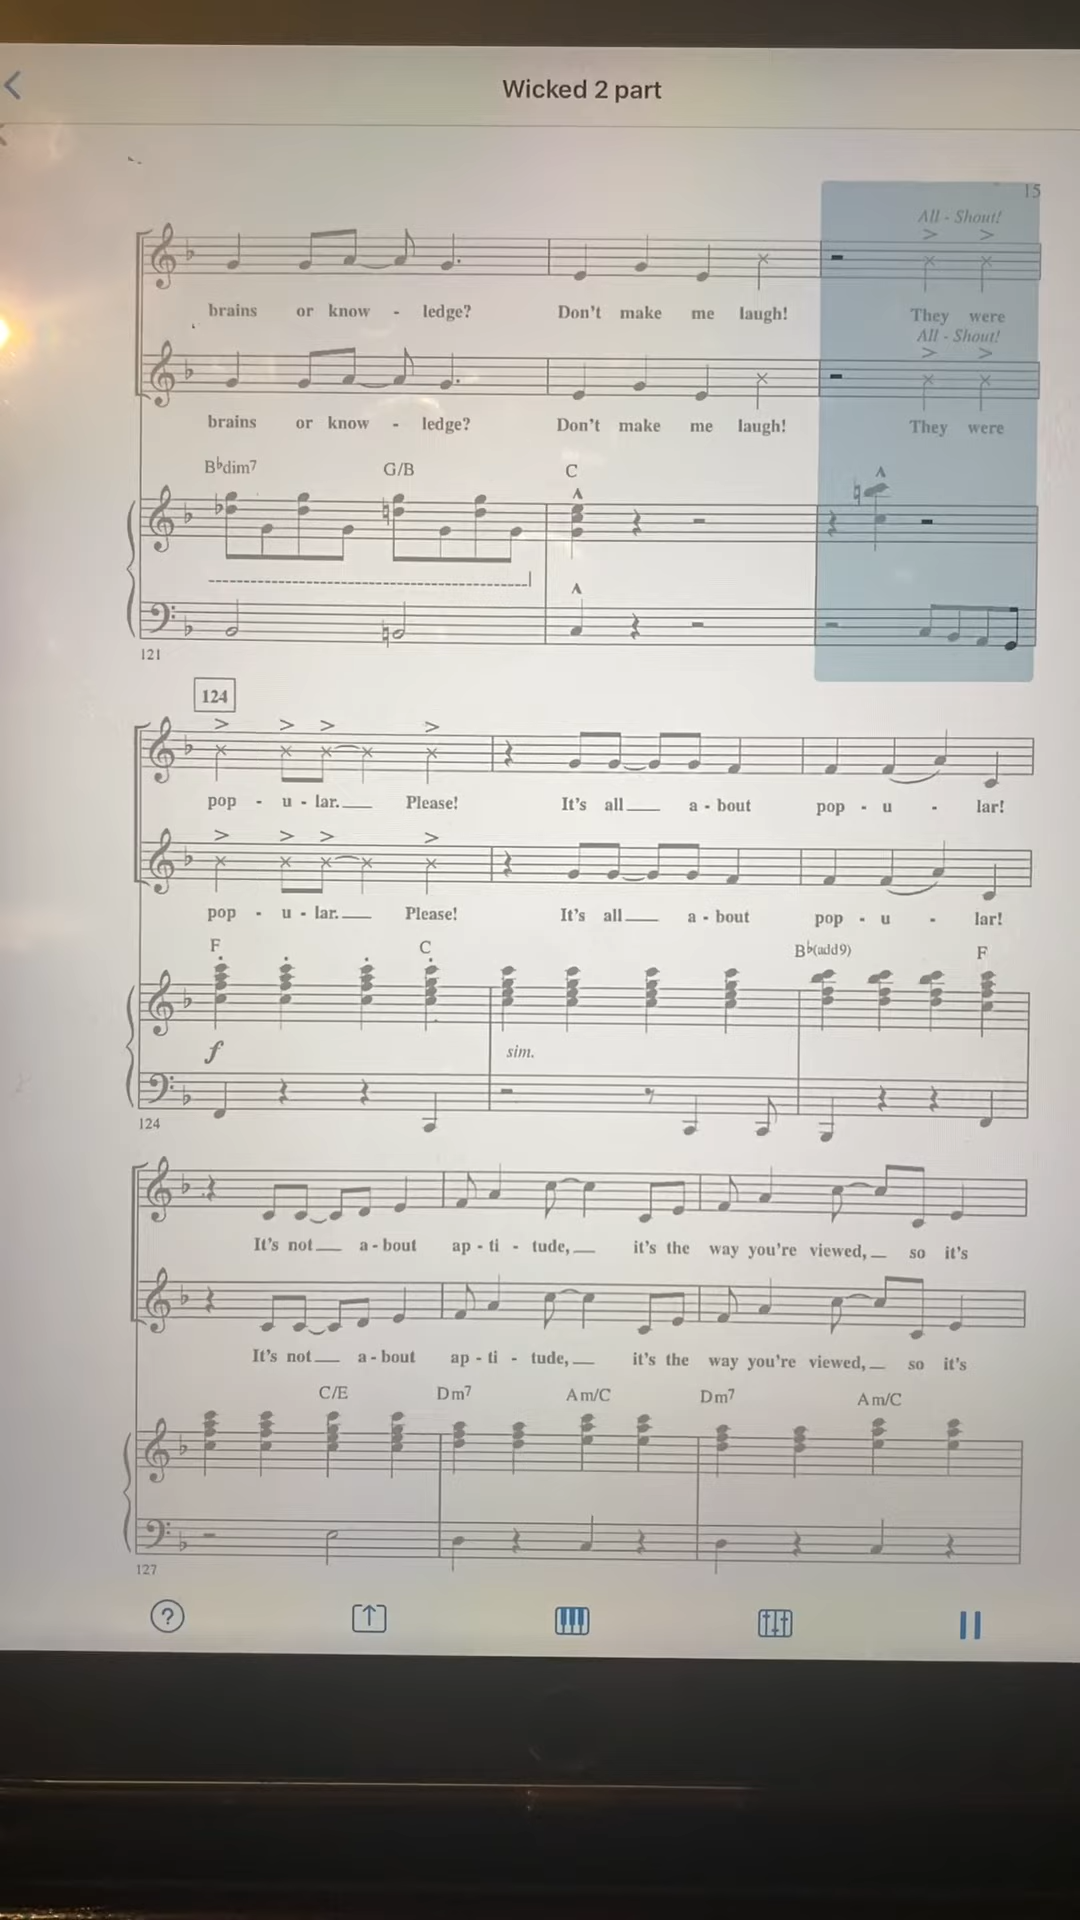 Wicked 2 part
15
All - Shout!
brains or know - ledge? Don't make me laugh! They were
All - Shout!
brains or know - ledge? Don't make me laugh! They were
B♭dim7 G/B C
121
124
pop - u - lar. Please! It's all a - bout pop - u - lar!
pop - u - lar. Please! It's all a - bout pop - u - lar!
F C B♭(add9) F
f sim.
124
It's not a - bout ap - ti - tude, it's the way you're viewed, so it's
It's not a - bout ap - ti - tude, it's the way you're viewed, so it's
C/E Dm7 Am/C Dm7 Am/C
127
?